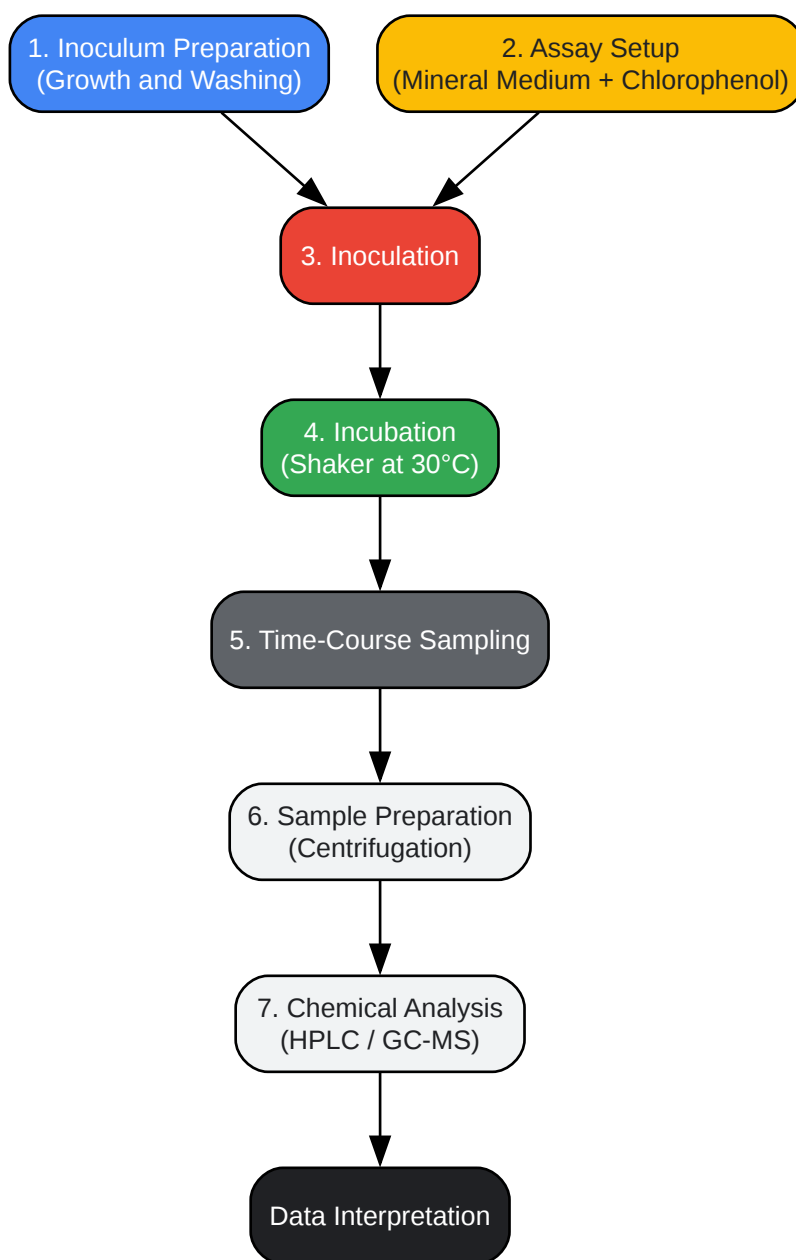 1. Inoculum Preparation
(Growth and Washing)
2. Assay Setup
(Mineral Medium + Chlorophenol)
3. Inoculation
4. Incubation
(Shaker at 30°C)
5. Time-Course Sampling
6. Sample Preparation
(Centrifugation)
7. Chemical Analysis
(HPLC / GC-MS)
Data Interpretation